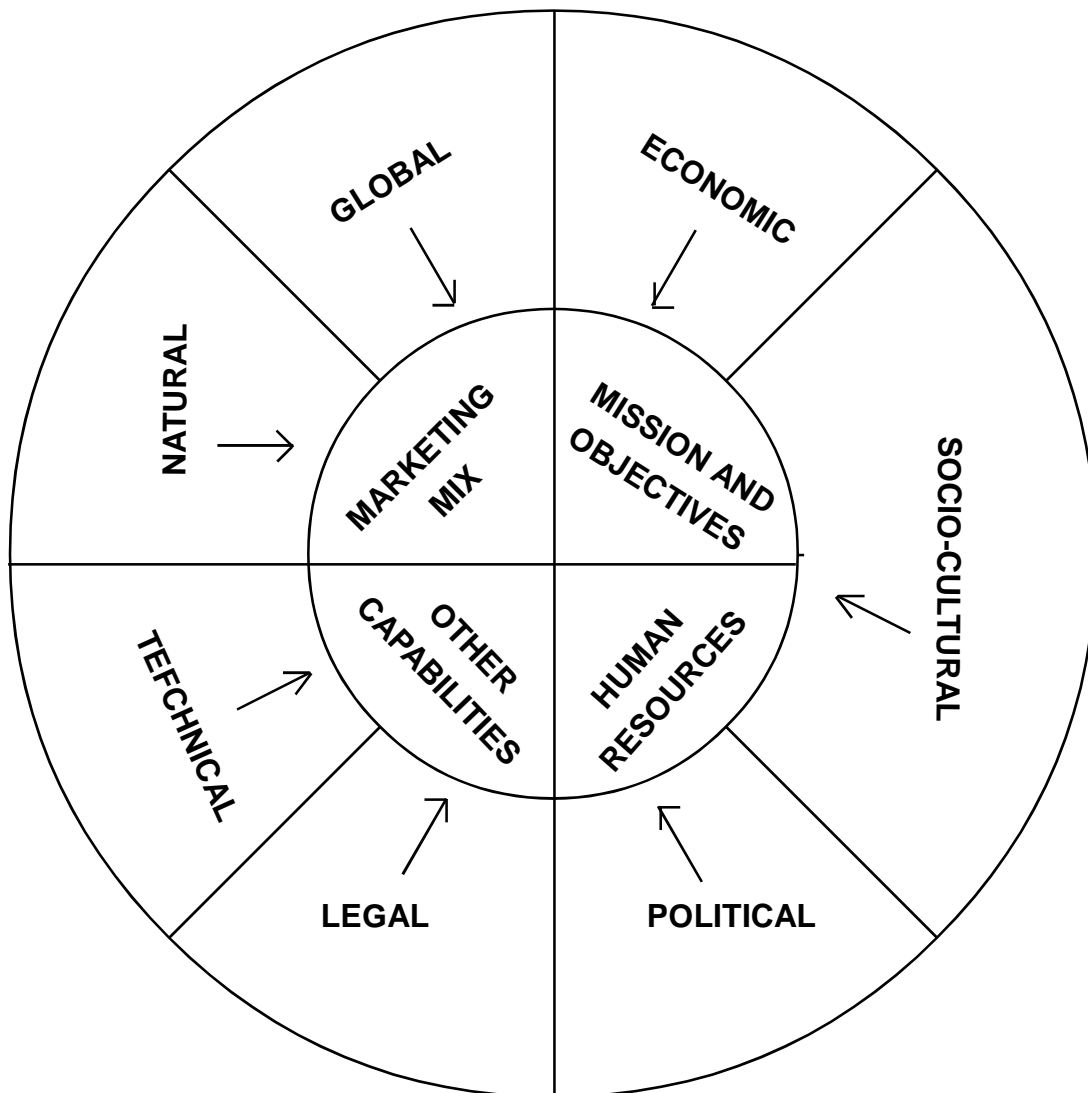 GLOBAL
ECONOMIC
NATURAL
MARKETING
MIX
MISSION AND
OBJECTIVES
SOCIO-CULTURAL
TEFCHNICAL
OTHER
CAPABILITIES
HUMAN
RESOURCES
LEGAL
POLITICAL